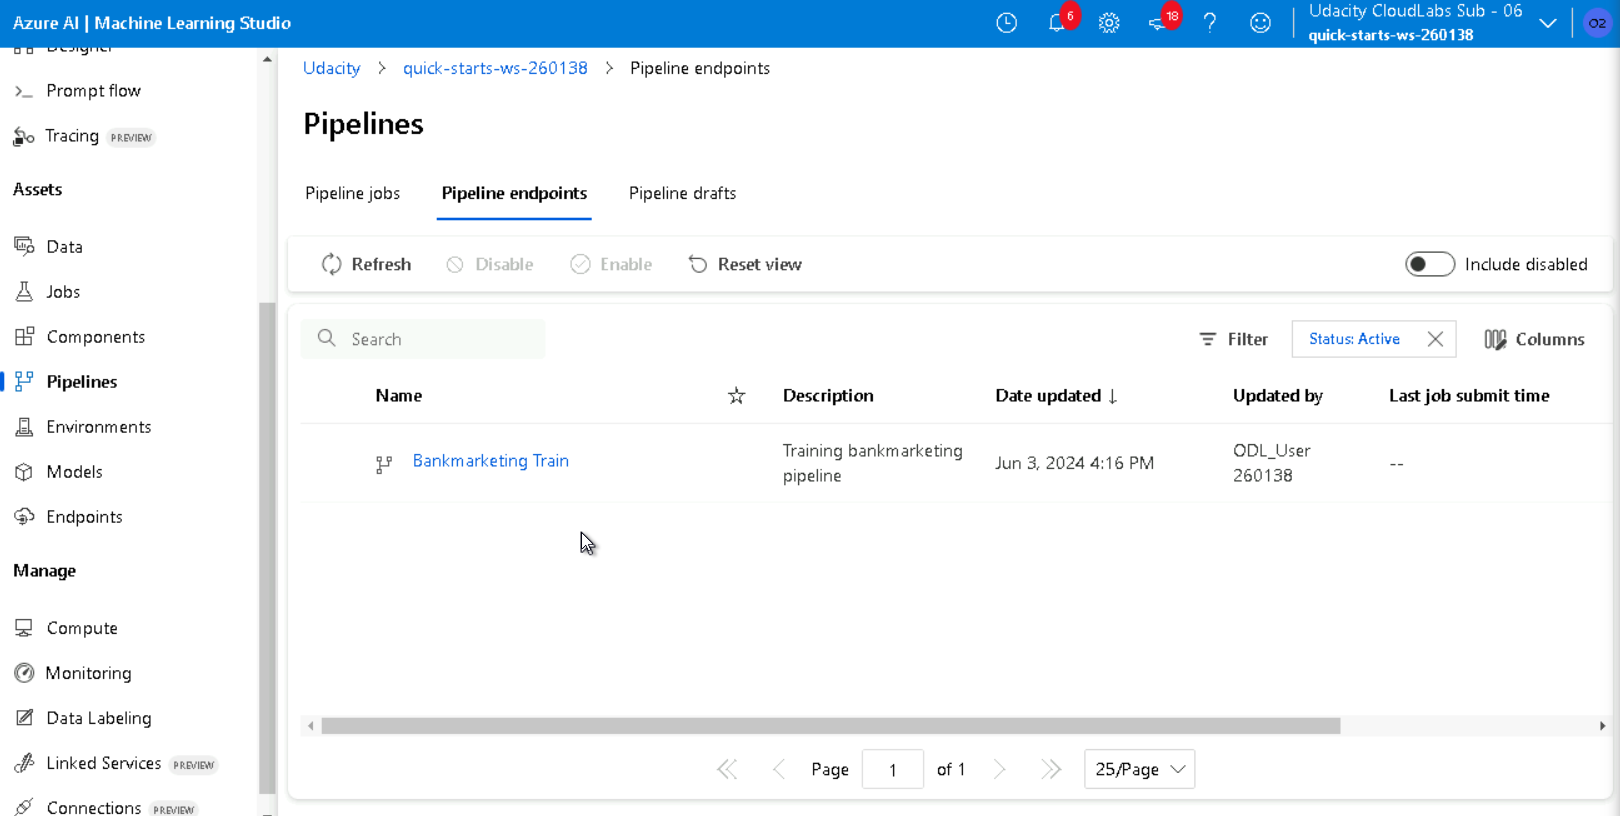 Azure AI | Machine Learning Studio
6
18
Udacity CloudLabs Sub - 06
quick-starts-ws-260138
O2
Designer
Prompt flow
Tracing PREVIEW
Assets
Data
Jobs
Components
Pipelines
Environments
Models
Endpoints
Manage
Compute
Monitoring
Data Labeling
Linked Services PREVIEW
Connections PREVIEW
Udacity > quick-starts-ws-260138 > Pipeline endpoints
Pipelines
Pipeline jobs Pipeline endpoints Pipeline drafts
Refresh Disable Enable Reset view Include disabled
Search Filter Status: Active Columns
Name Description Date updated ↓ Updated by Last job submit time
Bankmarketing Train Training bankmarketing pipeline Jun 3, 2024 4:16 PM ODL_User 260138 --
Page 1 of 1 25/Page